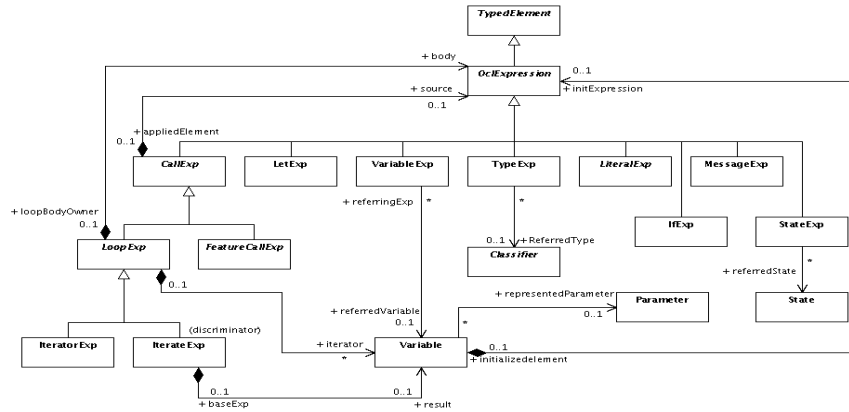 TypedElement
+ body
0..1
OclExpression
0..1
+ initExpression
+ source
0..1
+ appliedElement
0..1
CallExp
LetExp
VariableExp
TypeExp
LiteralExp
MessageExp
+ referringExp
*
*
+ loopBodyOwner
0..1
IfExp
StateExp
LoopExp
FeatureCallExp
0..1
+ReferredType
Classifier
*
+ referredState
0..1
+ representedParameter
Parameter
State
+ referredVariable
0..1
*
0..1
(discriminator)
IteratorExp
IterateExp
+ iterator
*
Variable
0..1
+ initializedelement
0..1
0..1
+ baseExp
+ result